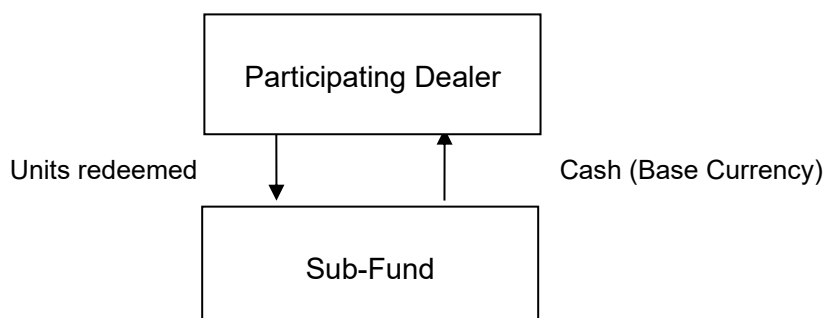 Participating Dealer
Units redeemed
Cash (Base Currency)
Sub-Fund